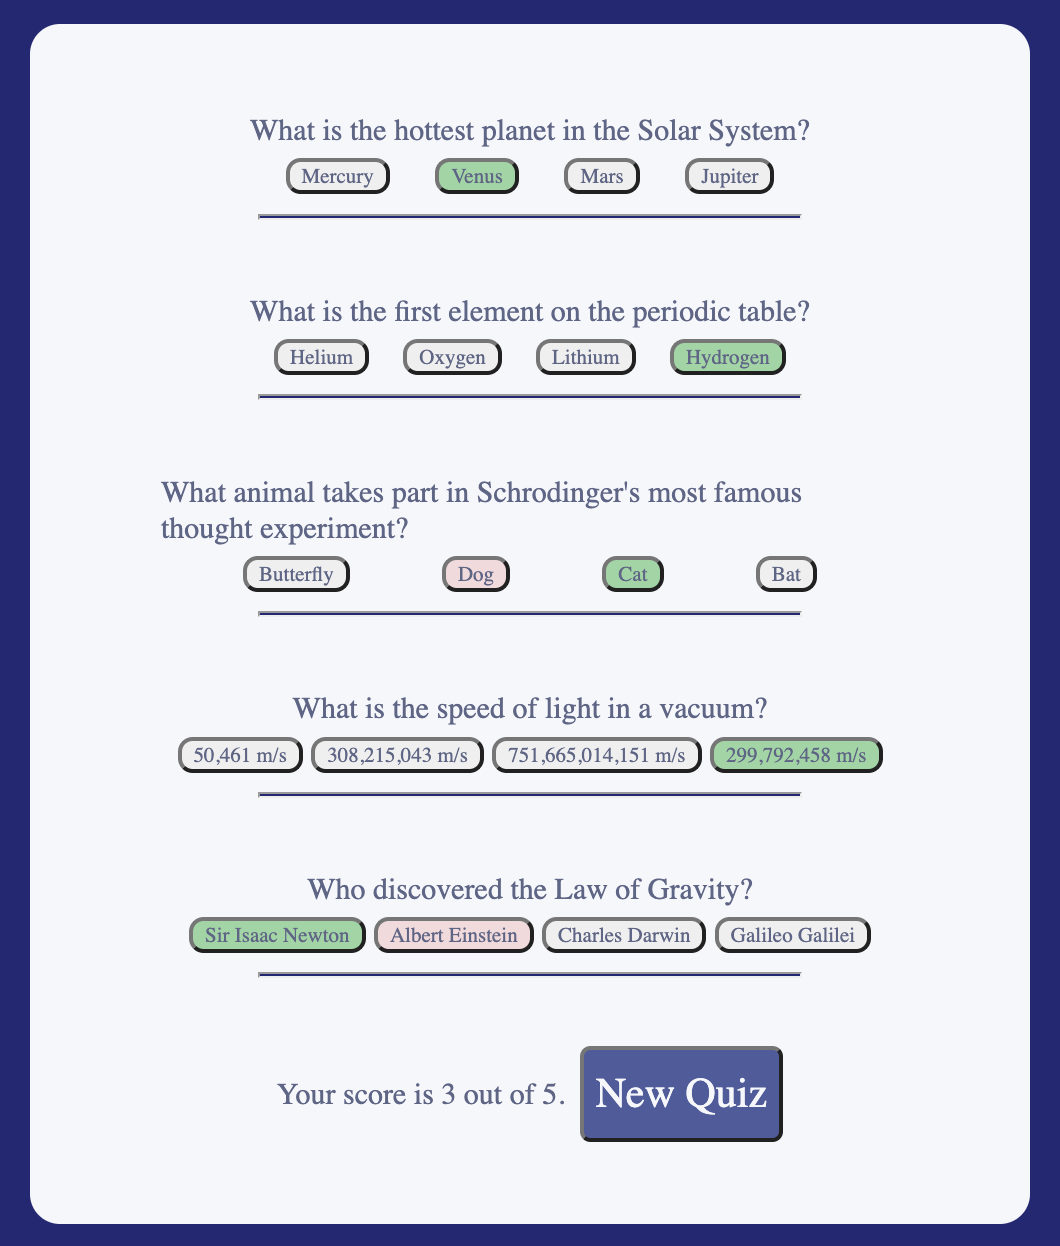 What is the hottest planet in the Solar System?
Mercury Venus Mars Jupiter
What is the first element on the periodic table?
Helium Oxygen Lithium Hydrogen
What animal takes part in Schrodinger's most famous
thought experiment?
Butterfly Dog Cat Bat
What is the speed of light in a vacuum?
50,461 m/s 308,215,043 m/s 751,665,014,151 m/s 299,792,458 m/s
Who discovered the Law of Gravity?
Sir Isaac Newton Albert Einstein Charles Darwin Galileo Galilei
Your score is 3 out of 5. New Quiz